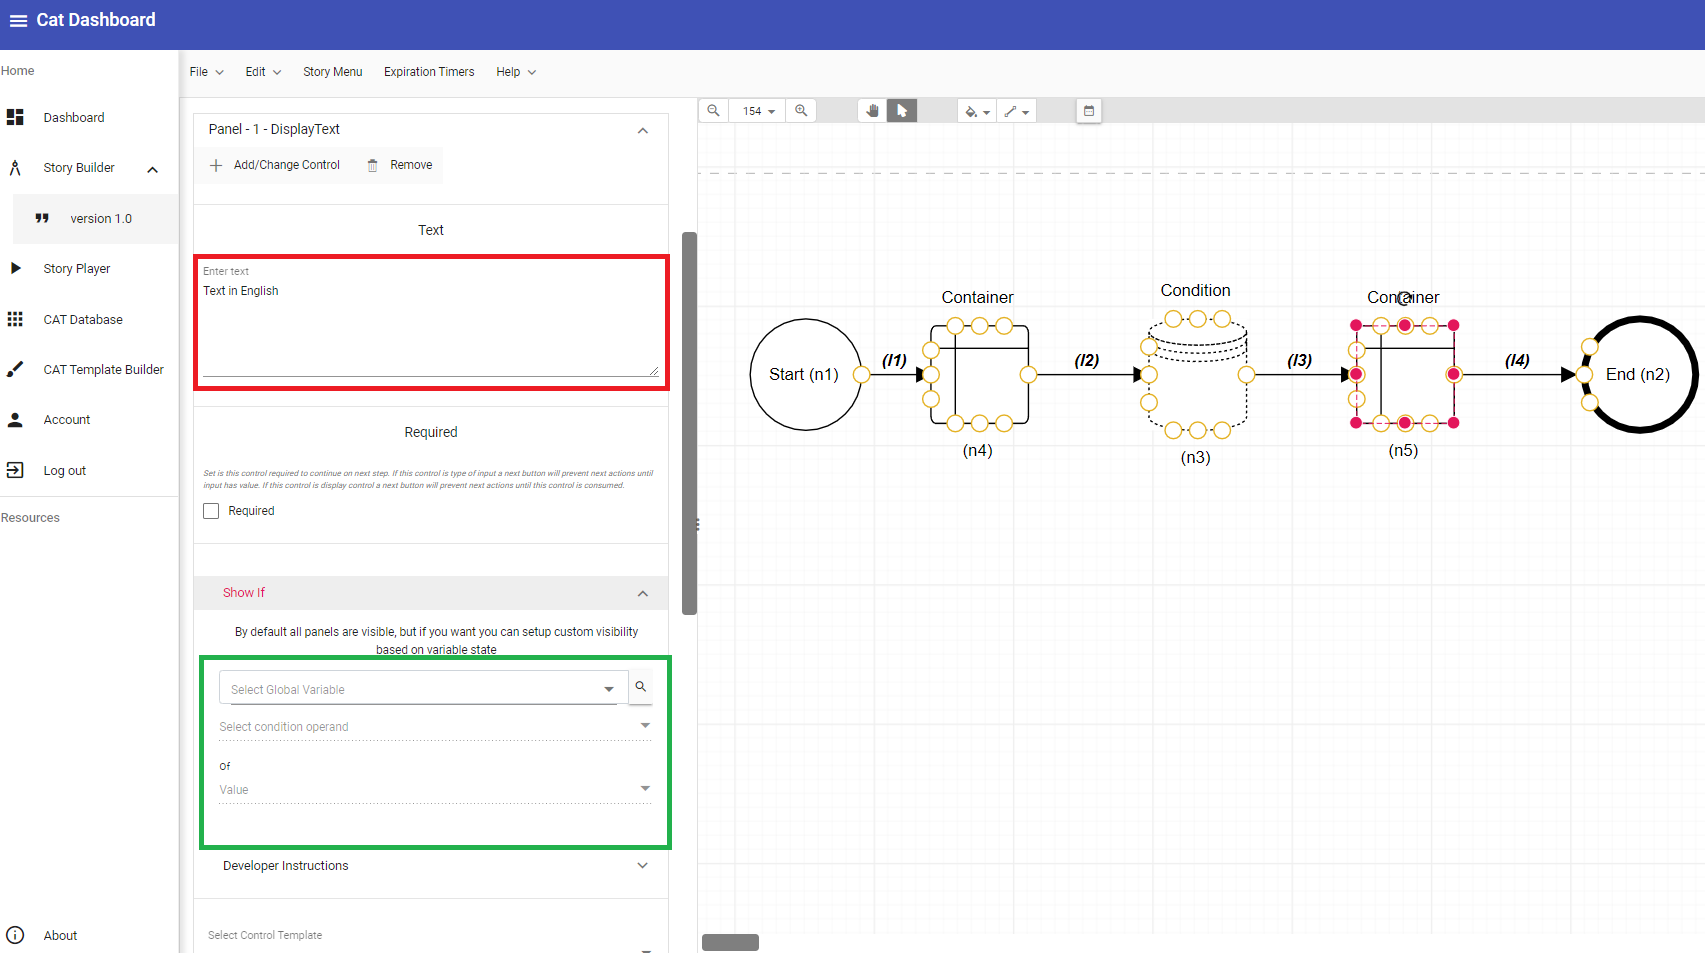 Cat Dashboard
Home
Dashboard
Story Builder
version 1.0
Story Player
CAT Database
CAT Template Builder
Account
Log out
Resources
About
File Edit Story Menu Expiration Timers Help
Panel - 1 - DisplayText
Add/Change Control Remove
Text
Enter text
Text in English
Required
Set is this control required to continue on next step. If this control is type of input a next button will prevent next actions until
input has value. If this control is display control a next button will prevent next actions until this control is consumed.
Required
Show If
By default all panels are visible, but if you want you can setup custom visibility
based on variable state
Select Global Variable
Select condition operand
Of
Value
Developer Instructions
Select Control Template
154
Container Condition Container
Start (n1) (l1) (l2) (l3) (l4) End (n2)
(n4) (n3) (n5)